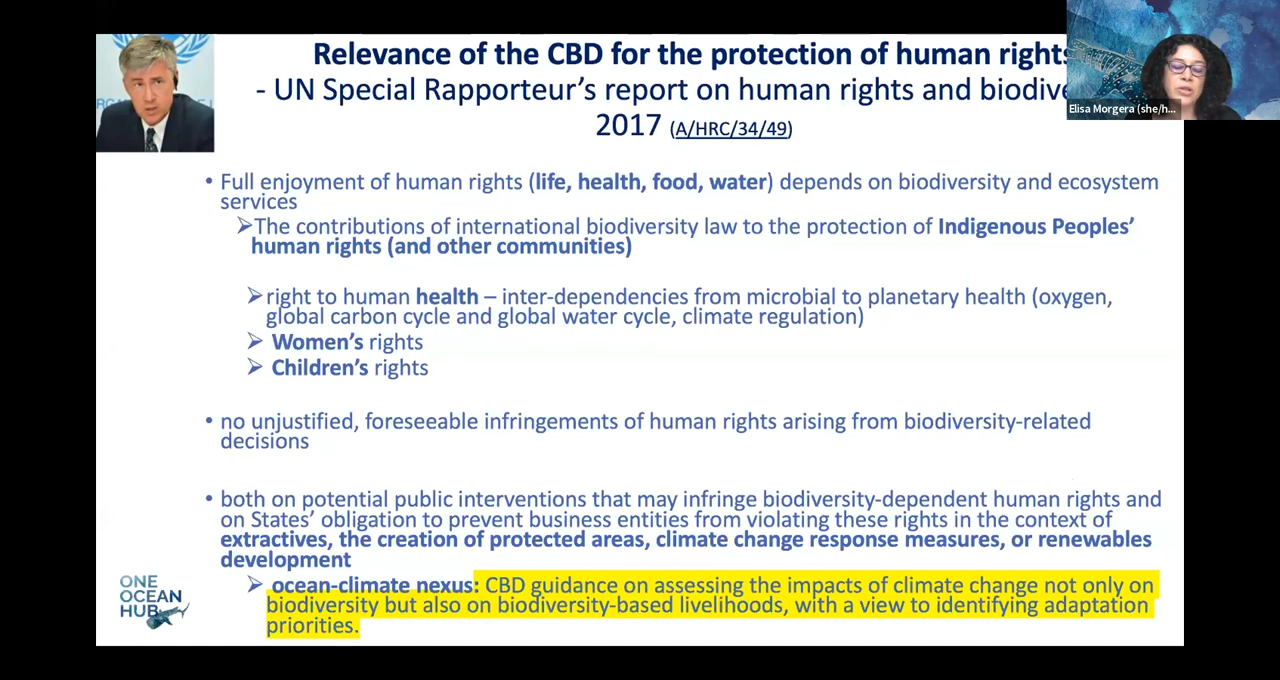 Relevance of the CBD for the protection of human rights
- UN Special Rapporteur's report on human rights and
2017 (A/HRC/34/49)
Elisa Morgera (she/h...
• Full enjoyment of human rights (life, health, food, water) depends on biodiversity and ecosystem
services
➢The contributions of international biodiversity law to the protection of Indigenous Peoples'
human rights (and other communities)
➢ right to human health – inter-dependencies from microbial to planetary health (oxygen,
global carbon cycle and global water cycle, climate regulation)
➢ Women's rights
➢ Children's rights
• no unjustified, foreseeable infringements of human rights arising from biodiversity-related
decisions
• both on potential public interventions that may infringe biodiversity-dependent human rights and
on States' obligation to prevent business entities from violating these rights in the context of
extractives, the creation of protected areas, climate change response measures, or renewables
development
➢ ocean-climate nexus: CBD guidance on assessing the impacts of climate change not only on
biodiversity but also on biodiversity-based livelihoods, with a view to identifying adaptation
priorities.
ONE
OCEAN
HUB